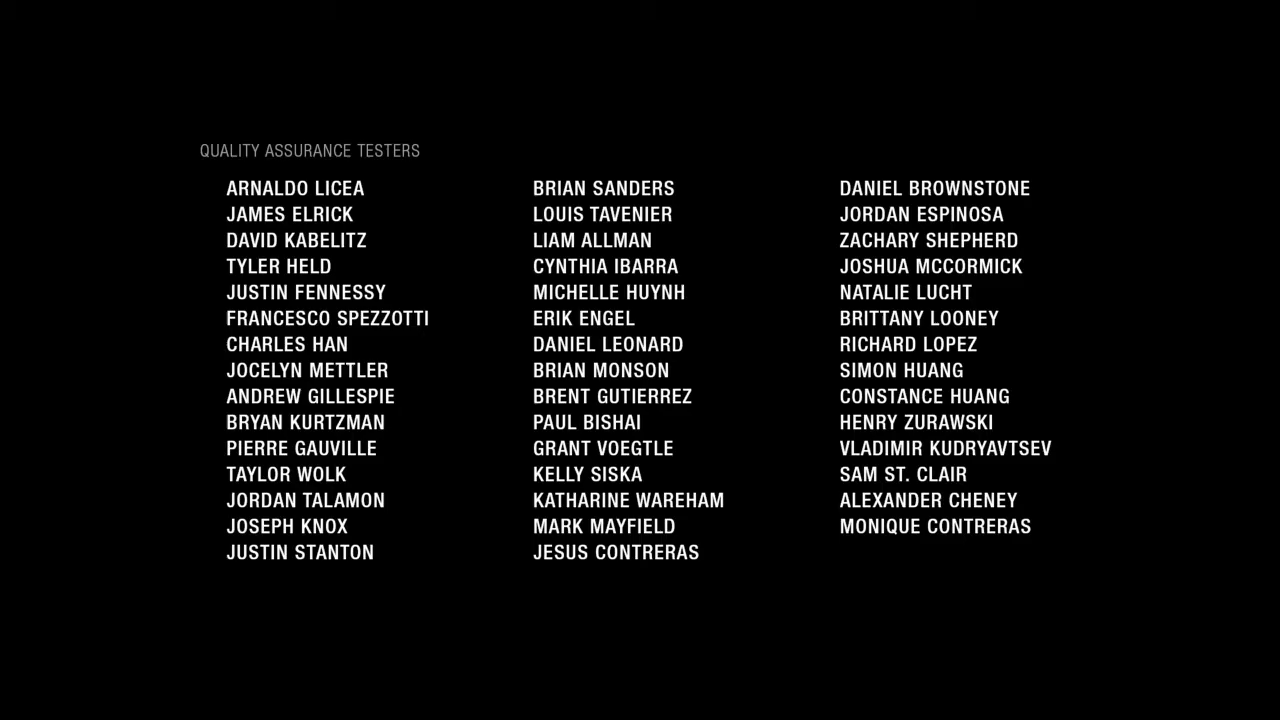 QUALITY ASSURANCE TESTERS
ARNALDO LICEA
JAMES ELRICK
DAVID KABELITZ
TYLER HELD
JUSTIN FENNESSY
FRANCESCO SPEZZOTTI
CHARLES HAN
JOCELYN METTLER
ANDREW GILLESPIE
BRYAN KURTZMAN
PIERRE GAUVILLE
TAYLOR WOLK
JORDAN TALAMON
JOSEPH KNOX
JUSTIN STANTON
BRIAN SANDERS
LOUIS TAVENIER
LIAM ALLMAN
CYNTHIA IBARRA
MICHELLE HUYNH
ERIK ENGEL
DANIEL LEONARD
BRIAN MONSON
BRENT GUTIERREZ
PAUL BISHAI
GRANT VOEGTLE
KELLY SISKA
KATHARINE WAREHAM
MARK MAYFIELD
JESUS CONTRERAS
DANIEL BROWNSTONE
JORDAN ESPINOSA
ZACHARY SHEPHERD
JOSHUA MCCORMICK
NATALIE LUCHT
BRITTANY LOONEY
RICHARD LOPEZ
SIMON HUANG
CONSTANCE HUANG
HENRY ZURAWSKI
VLADIMIR KUDRYAVTSEV
SAM ST. CLAIR
ALEXANDER CHENEY
MONIQUE CONTRERAS